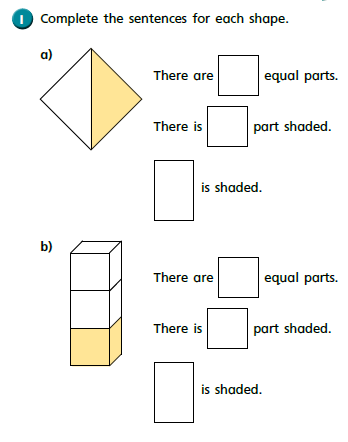 1 Complete the sentences for each shape.
a)
There are equal parts.
There is part shaded.
is shaded.
b)
There are equal parts.
There is part shaded.
is shaded.